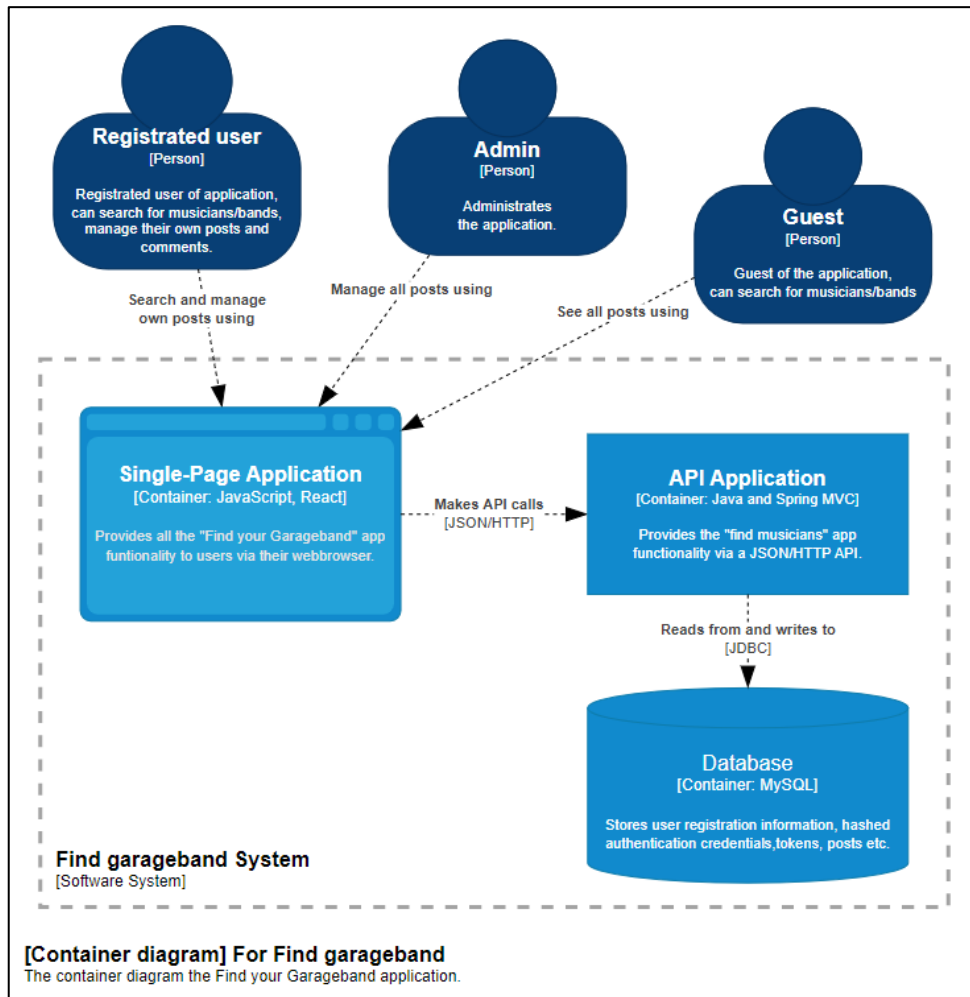 Registrated user
[Person]
Registrated user of application,
can search for musicians/bands,
manage their own posts and
comments.
Admin
[Person]
Administrates
the application.
Guest
[Person]
Guest of the application,
can search for musicians/bands
Search and manage
own posts using
Manage all posts using
See all posts using
Single-Page Application
[Container: JavaScript, React]
Provides all the "Find your Garageband" app
funtionality to users via their webbrowser.
Makes API calls
[JSON/HTTP]
API Application
[Container: Java and Spring MVC]
Provides the "find musicians" app
functionality via a JSON/HTTP API.
Reads from and writes to
[JDBC]
Database
[Container: MySQL]
Stores user registration information, hashed
authentication credentials,tokens, posts etc.
Find garageband System
[Software System]
[Container diagram] For Find garageband
The container diagram the Find your Garageband application.